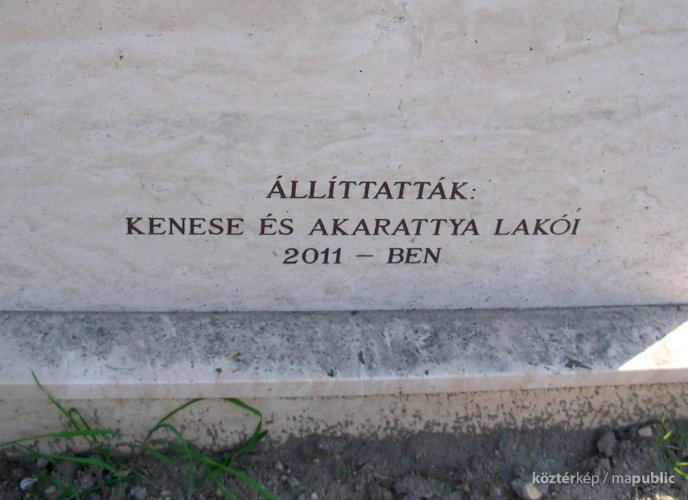 ÁLLÍTTATTÁK:
KENESE ÉS AKARATTYA LAKÓI
2011 – BEN
köztérkép / mapublic